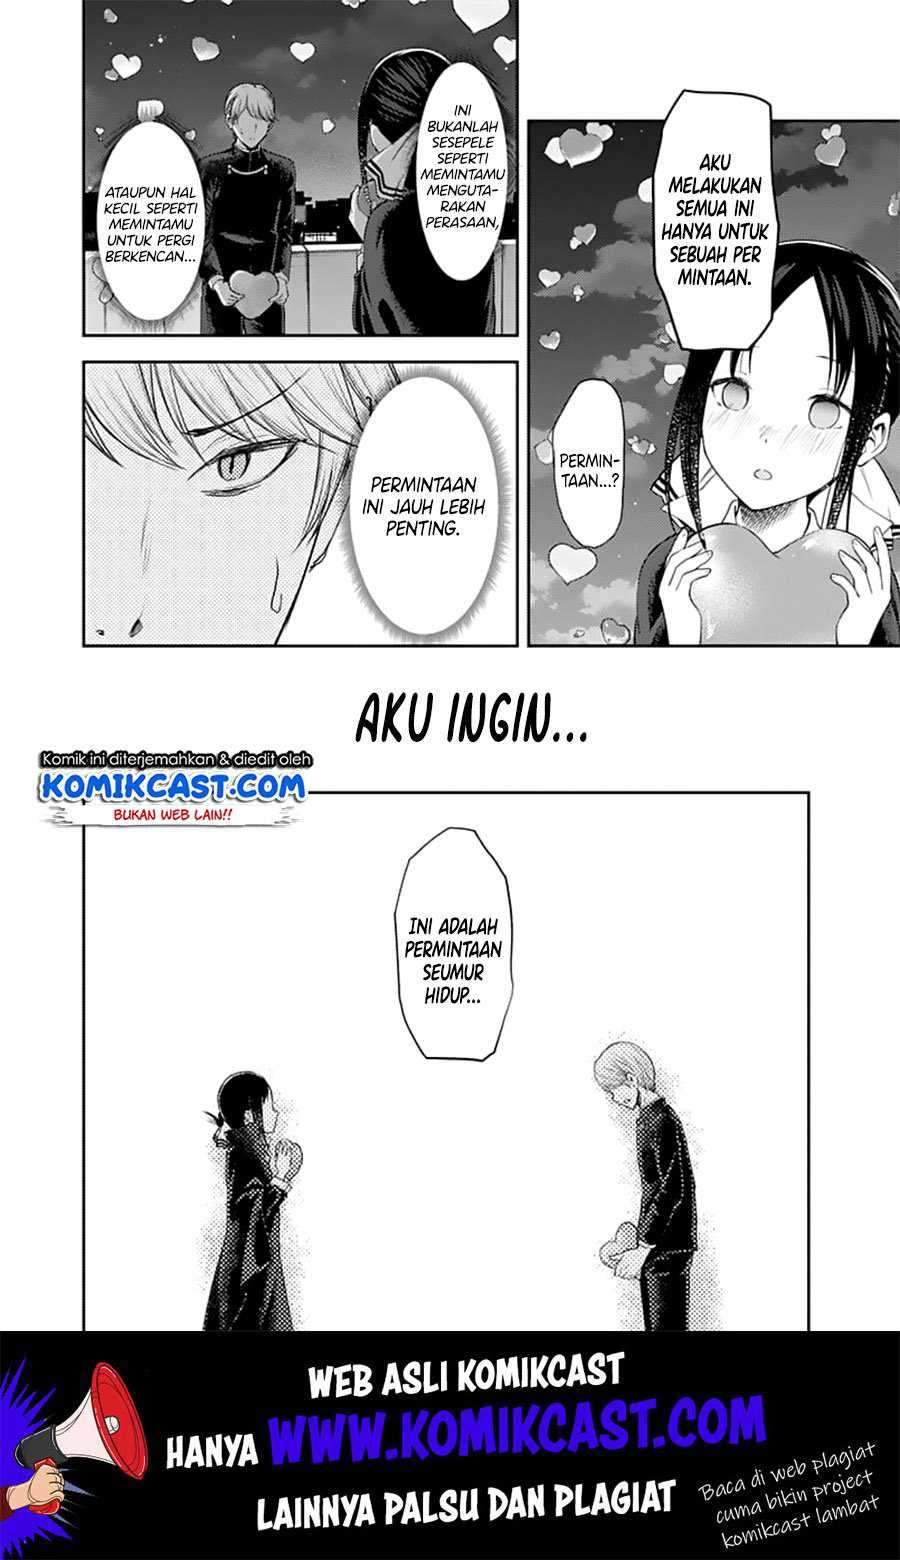 AKU
MELAKUKAN
SEMUA INI
HANYA UNTUK
SEBUAH PER
MINTAAN.
PERMIN-
TAAN...?
INI
BUKANLAH
SESEPELE
SEPERTI
MEMINTAMU
MENGUTA-
RAKAN
PERASAAN,
ATAUPUN HAL
KECIL SEPERTI
MEMINTAMU
UNTUK PERGI
BERKENCAN...
PERMINTAAN
INI JAUH LEBIH
PENTING.
AKU INGIN...
Komik ini diterjemahkan & diedit oleh
KOMIKCAST.COM
BUKAN WEB LAIN!!
INI ADALAH
PERMINTAAN
SEUMUR
HIDUP...
WEB ASLI KOMIKCAST
HANYA WWW.KOMIKCAST.COM
LAINNYA PALSU DAN PLAGIAT
Baca di web plagiat
cuma bikin project
komikcast lambat